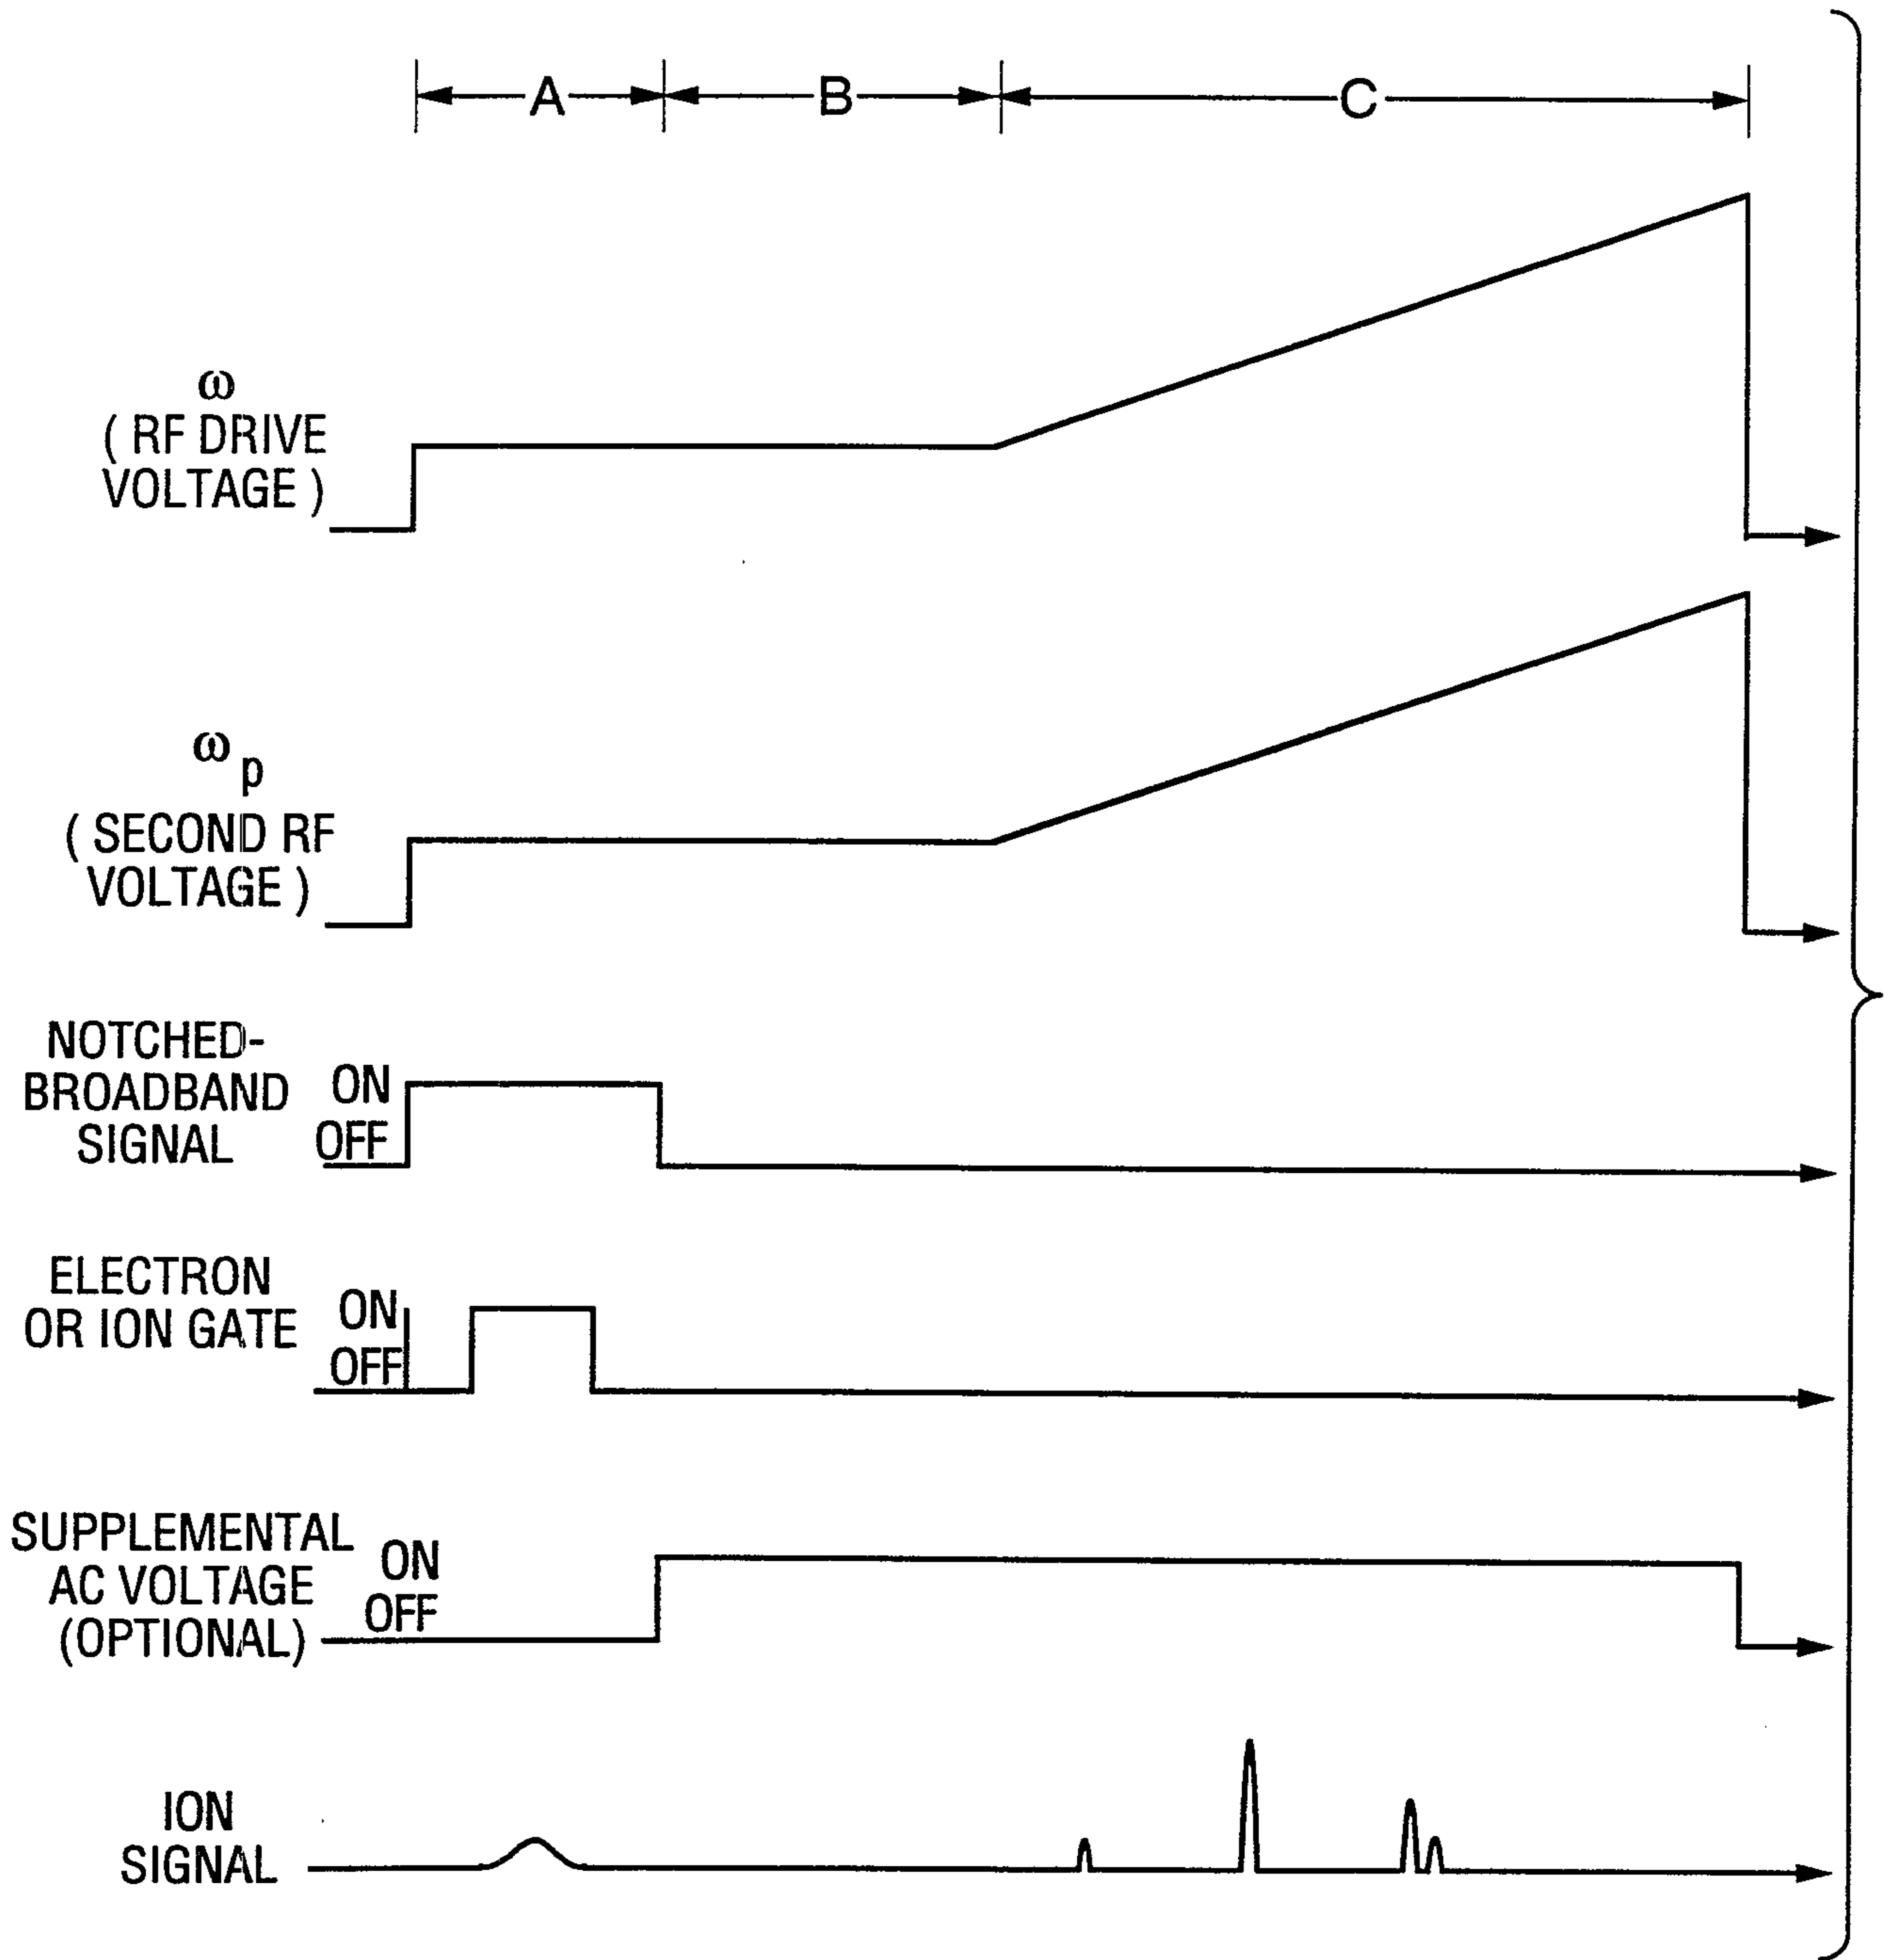 A B C
ω
( RF DRIVE
VOLTAGE )
ω p
( SECOND RF
VOLTAGE )
NOTCHED-
BROADBAND
SIGNAL
ON
OFF
ELECTRON
OR ION GATE
ON
OFF
SUPPLEMENTAL
AC VOLTAGE
(OPTIONAL)
ON
OFF
ION
SIGNAL